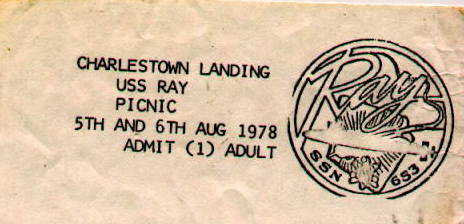 CHARLESTOWN LANDING
USS RAY
PICNIC
5TH AND 6TH AUG 1978
ADMIT (1) ADULT
Ray
SSN 653